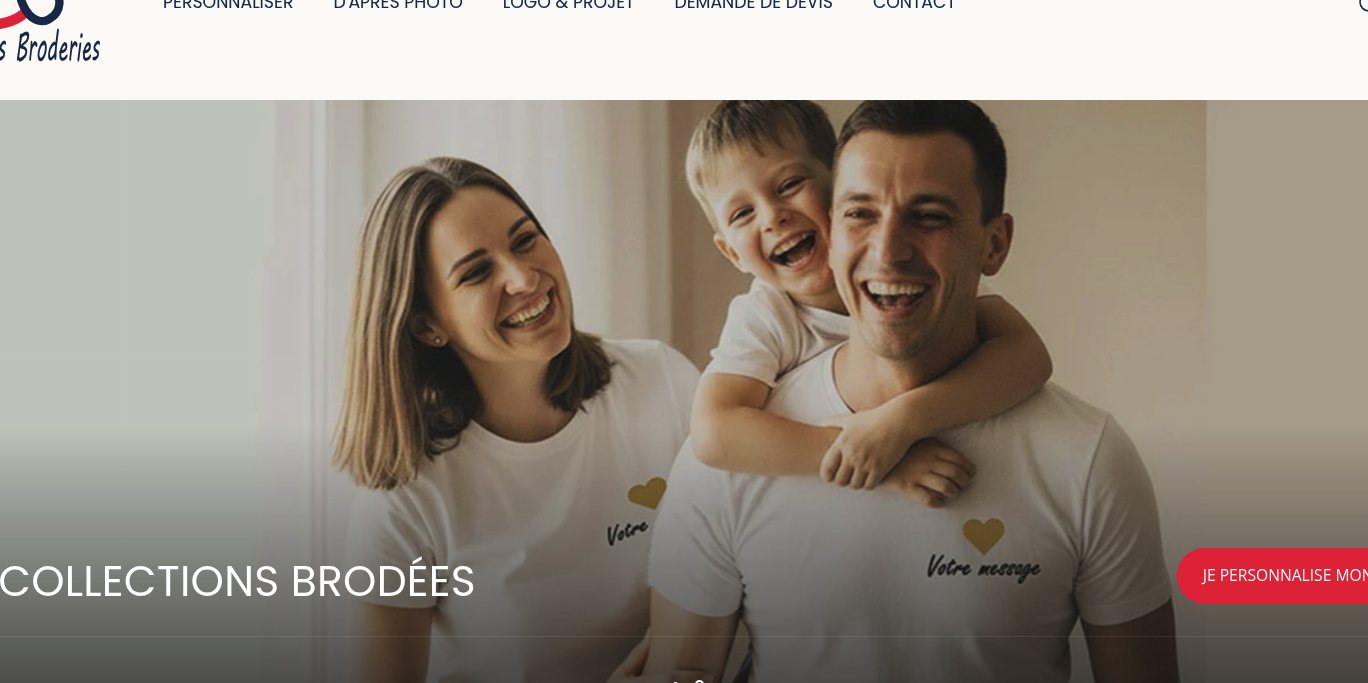 PERSONNALISER D'APRÈS PHOTO LOGO & PROJET DEMANDE DE DEVIS CONTACT
s Broderies
Votre
Votre message
COLLECTIONS BRODÉES
JE PERSONNALISE MON